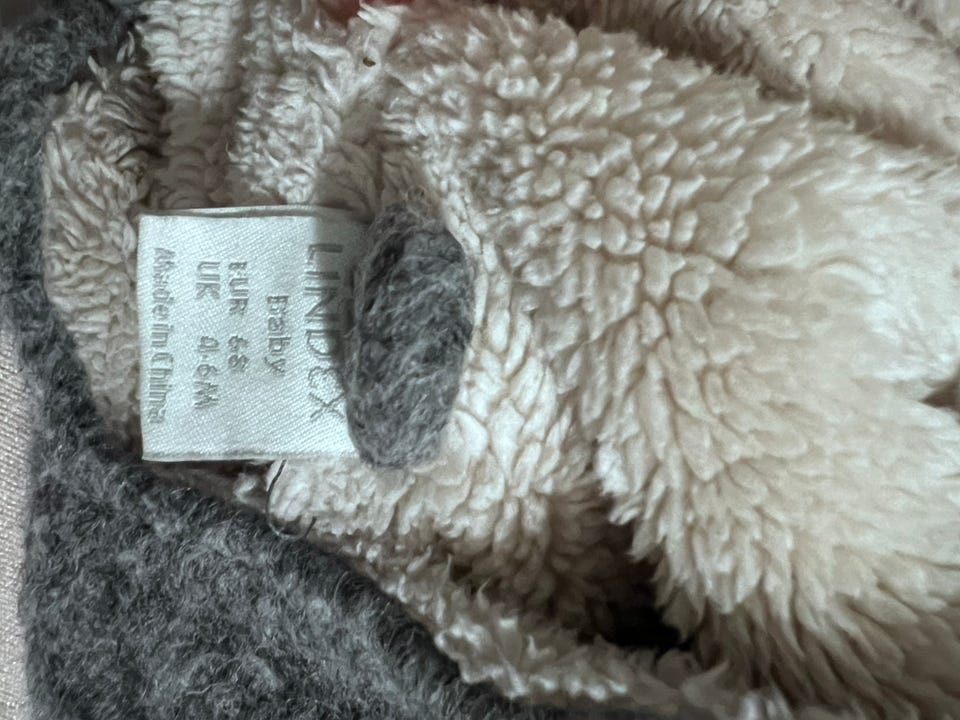 LINDEX
Baby
EUR 68
UK 4-6M
Made in China